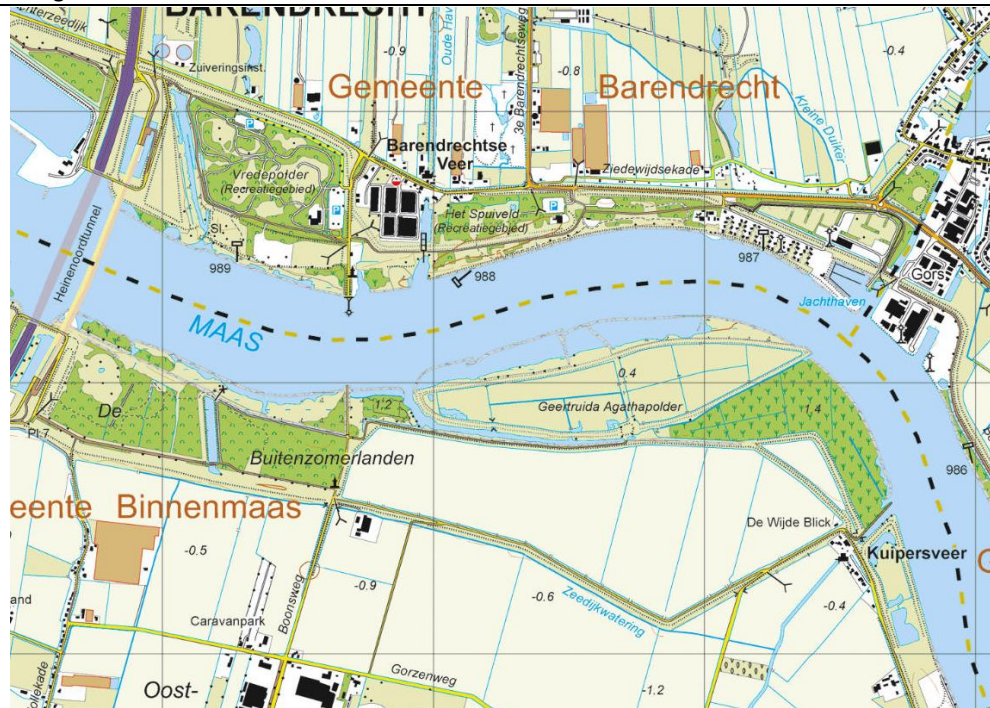 BARENDRECHT
Zuiveringsinst.
-0.9
Oude Hav
3e Barendrechtseweg
-0.8
-0.4
Gemeente Barendrecht
Kleine Duiker
P
Barendrechtse
Veer
Vredepolder
(Recreatiegebied)
Ziedewijdsekade
P
P
Het Spuiveld
(Recreatiegebied)
Sl.
Heinenoordtunnel
989
988
987
Gors
Jachthaven
MAAS
0.4
De
1.2
Geertruida Agathapolder
1.4
Pl.7
Buitenzomerlanden
986
eente Binnenmaas
De Wijde Blick
Kuipersveer
-0.5
-0.9
-0.6
Zeedijkwatering
-0.4
and
Boonsweg
Caravanpark
Gorzenweg
ollekade
Oost-
-1.2